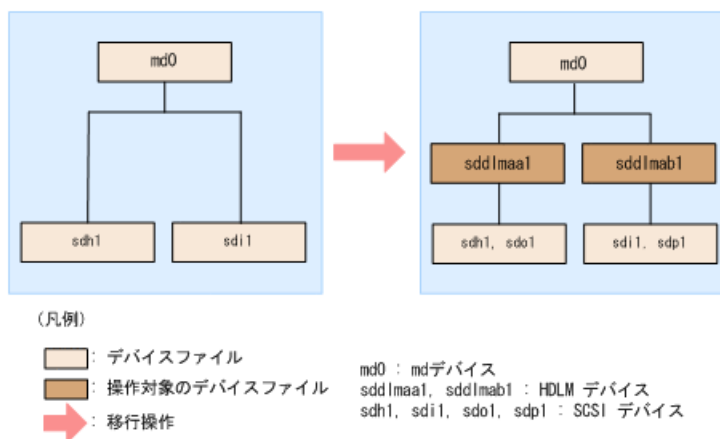 md0
sdh1
sdi1
md0
sddlmaa1
sddlmab1
sdh1, sdo1
sdi1, sdp1
(凡例)
: デバイスファイル
: 操作対象のデバイスファイル
: 移行操作
md0 : mdデバイス
sddlmaa1, sddlmab1 : HDLM デバイス
sdh1, sdi1, sdo1, sdp1 : SCSI デバイス